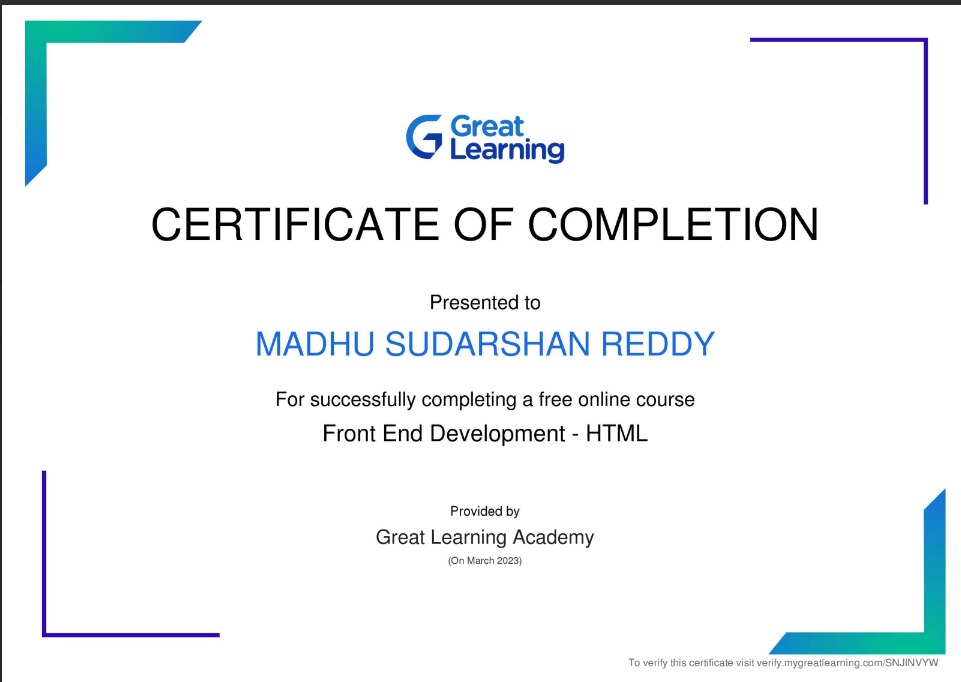 Great
Learning
CERTIFICATE OF COMPLETION
Presented to
MADHU SUDARSHAN REDDY
For successfully completing a free online course
Front End Development - HTML
Provided by
Great Learning Academy
(On March 2023)
To verify this certificate visit verify.mygreatlearning.com/SNJINVYW